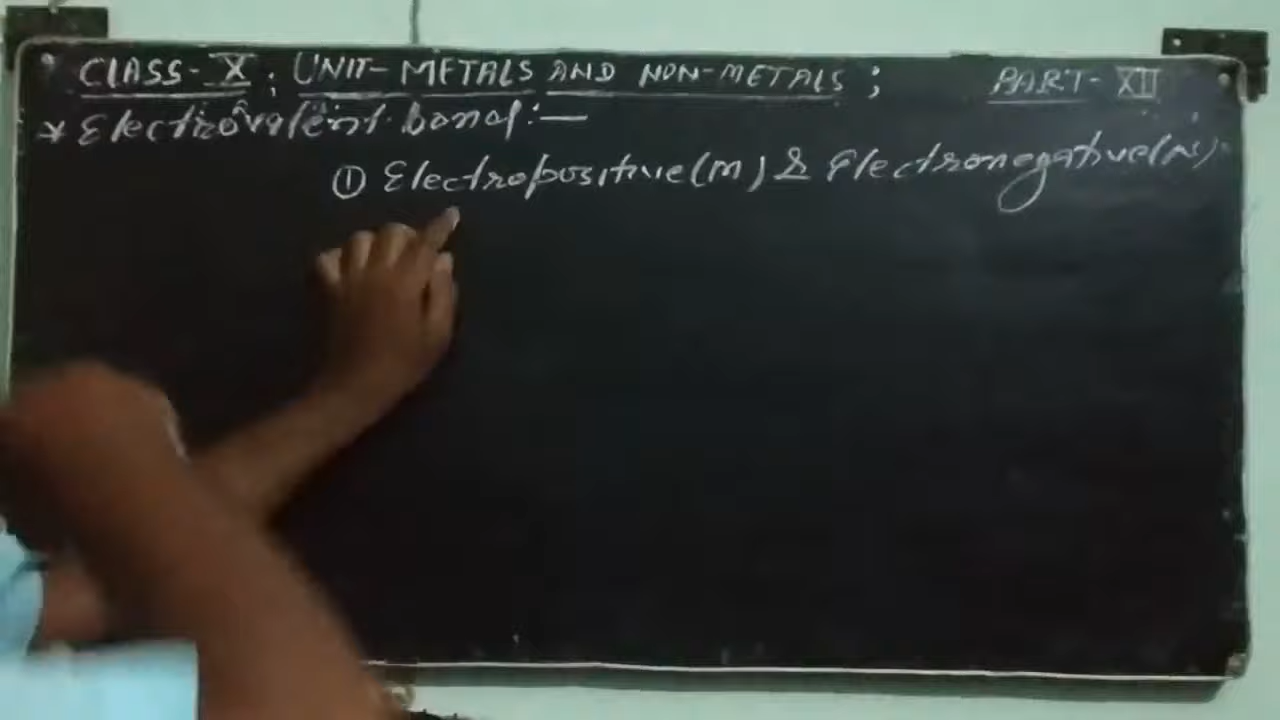 CLASS-X; UNIT-METALS AND NON-METALS; PART-XII
* Electrovalent bond:—
① Electropositive(M) & Electronegative(N)